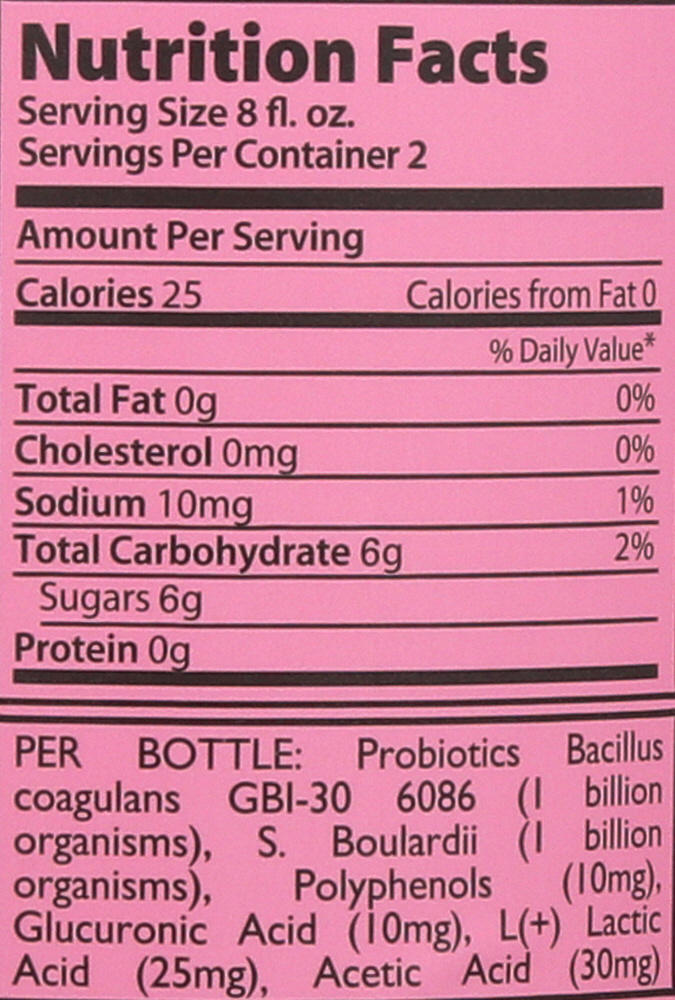 Nutrition Facts
Serving Size 8 fl. oz.
Servings Per Container 2
Amount Per Serving
Calories 25 Calories from Fat 0
% Daily Value*
Total Fat 0g 0%
Cholesterol 0mg 0%
Sodium 10mg 1%
Total Carbohydrate 6g 2%
Sugars 6g
Protein 0g
PER BOTTLE: Probiotics Bacillus
coagulans GBI-30 6086 (1 billion
organisms), S. Boulardii (1 billion
organisms), Polyphenols (10mg),
Glucuronic Acid (10mg), L(+) Lactic
Acid (25mg), Acetic Acid (30mg)